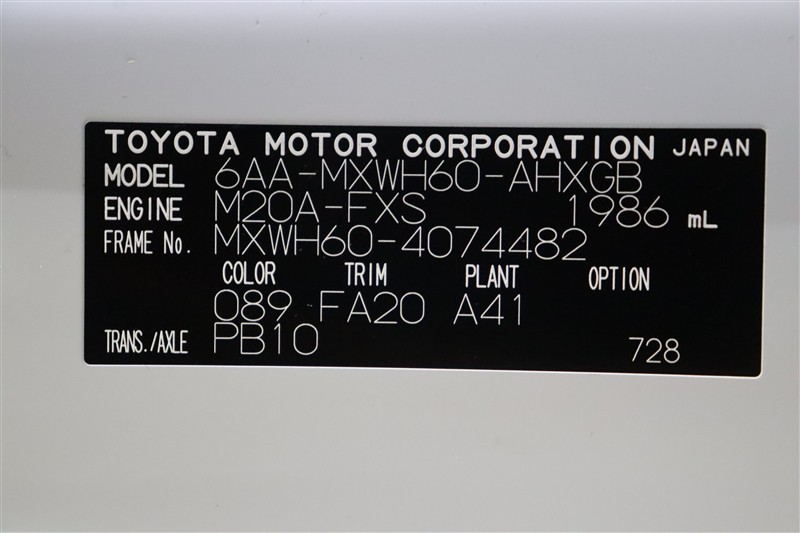 TOYOTA MOTOR CORPORATION JAPAN
MODEL 6AA-MXWH60-AHXGB
ENGINE M20A-FXS 1986 mL
FRAME No. MXWH60-4074482
COLOR TRIM PLANT OPTION
089 FA20 A41
TRANS./AXLE PB10 728